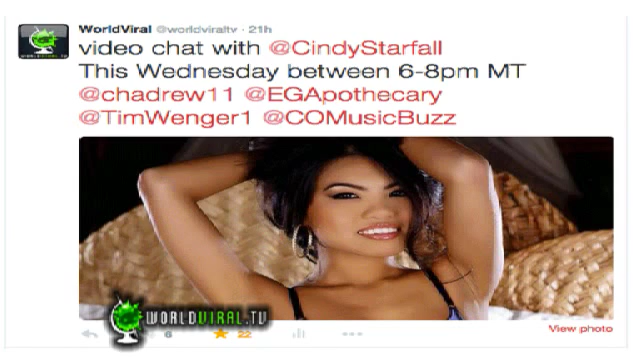 WorldViral @worldviraltv · 21h
video chat with @CindyStarfall
This Wednesday between 6-8pm MT
@chadrew11 @EGApothecary
@TimWenger1 @COMusicBuzz
View photo
WORLDVIRAL.TV
6 22